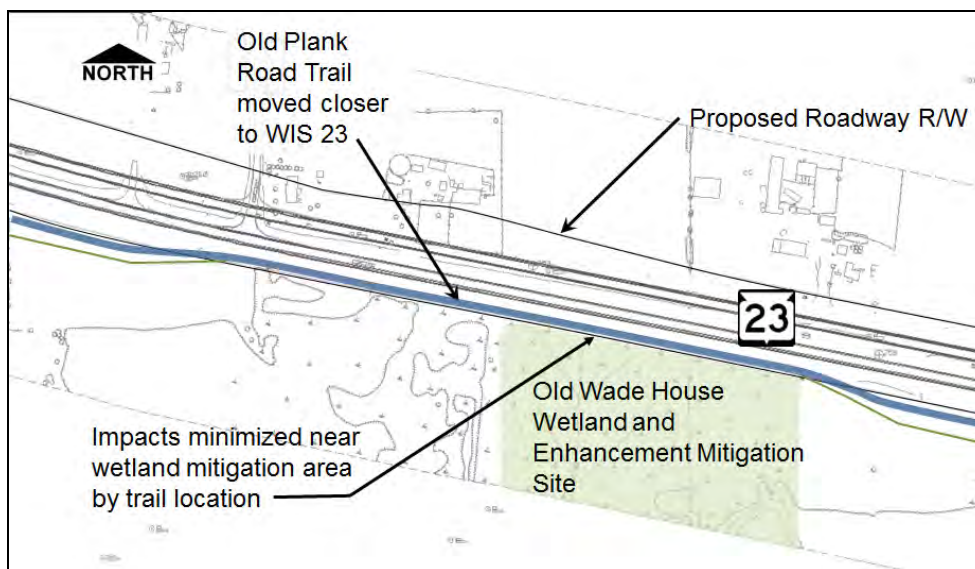 Old Plank
Road Trail
moved closer
to WIS 23
NORTH
Proposed Roadway R/W
23
Old Wade House
Wetland and
Enhancement Mitigation
Site
Impacts minimized near
wetland mitigation area
by trail location